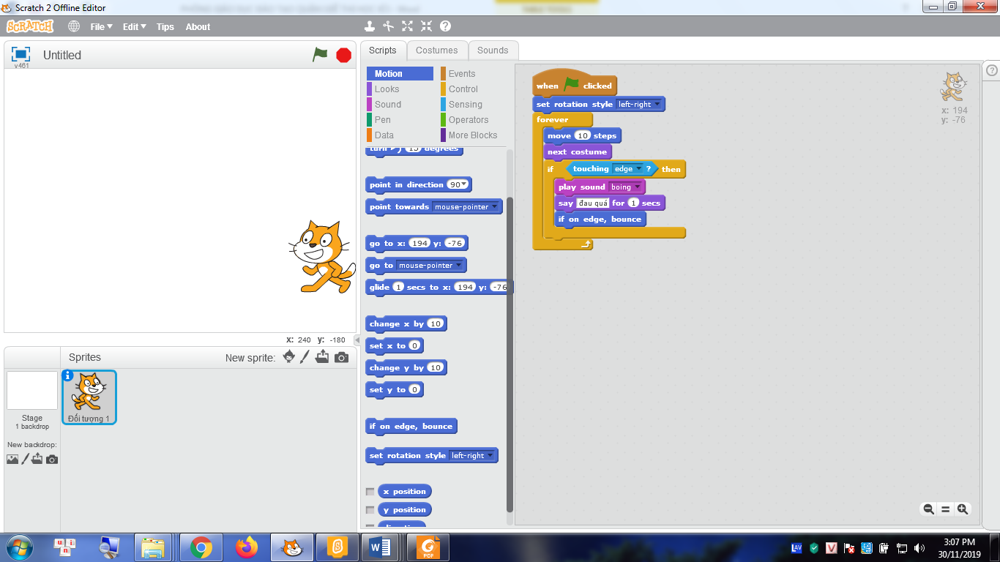 Scratch 2 Offline Editor
SCRATCH
File Edit Tips About
Untitled
v461
Scripts Costumes Sounds
Motion Events
Looks Control
Sound Sensing
Pen Operators
Data More Blocks
turn 15 degrees
point in direction 90
point towards mouse-pointer
go to x: 194 y: -76
go to mouse-pointer
glide 1 secs to x: 194 y: -76
change x by 10
set x to 0
change y by 10
set y to 0
if on edge, bounce
set rotation style left-right
x position
y position
direction
when clicked
set rotation style left-right
forever
move 10 steps
next costume
if touching edge ? then
play sound boing
say đau quá for 1 secs
if on edge, bounce
x: 194
y: -76
x: 240 y: -180
Sprites New sprite:
Stage
1 backdrop
New backdrop:
Đối tượng 1
uni n
W
PDF
LAV
V
3:07 PM
30/11/2019